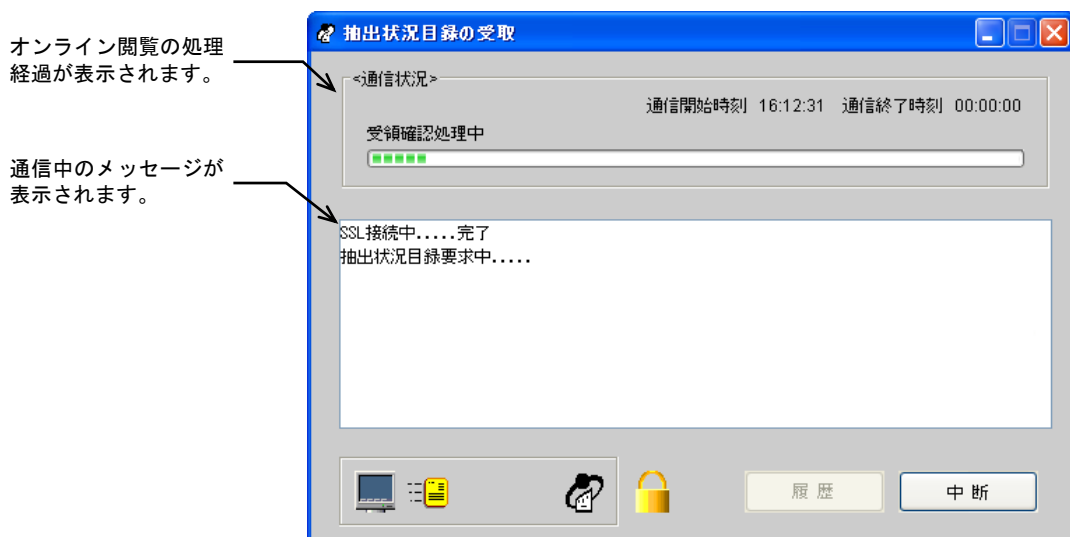 オンライン閲覧の処理
経過が表示されます。
通信中のメッセージが
表示されます。
抽出状況目録の受取
<通信状況>
通信開始時刻 16:12:31 通信終了時刻 00:00:00
受領確認処理中
SSL接続中.....完了
抽出状況目録要求中.....
履歴
中断